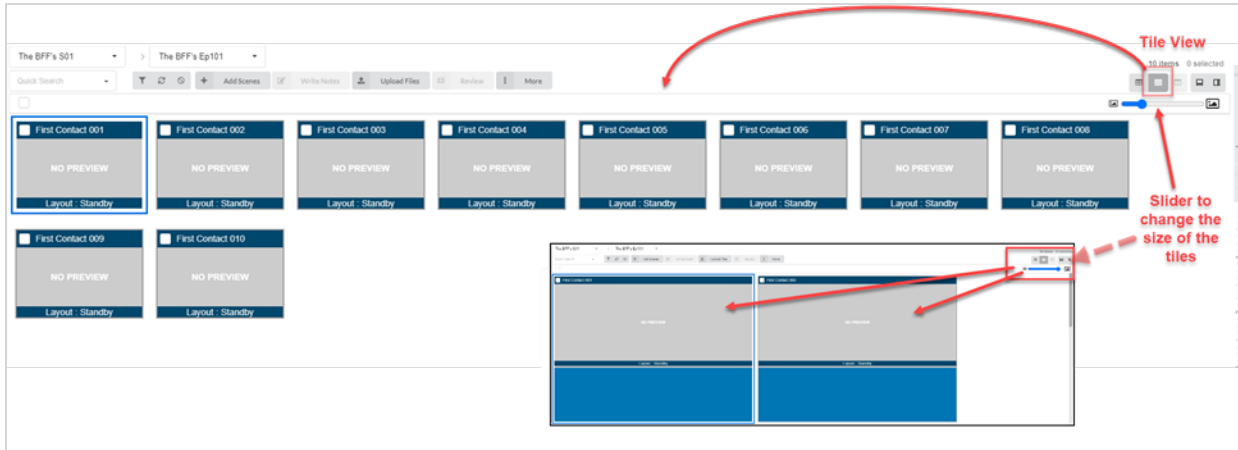 Tile View
The BFF's S01 > The BFF's Ep101
10 items 0 selected
Quick Search Add Scenes Write Notes Upload Files Review More
First Contact 001 First Contact 002 First Contact 003 First Contact 004 First Contact 005 First Contact 006 First Contact 007 First Contact 008
NO PREVIEW NO PREVIEW NO PREVIEW NO PREVIEW NO PREVIEW NO PREVIEW NO PREVIEW NO PREVIEW
Layout : Standby Layout : Standby Layout : Standby Layout : Standby Layout : Standby Layout : Standby Layout : Standby Layout : Standby
Slider to
change the
size of the
tiles
First Contact 009 First Contact 010
NO PREVIEW NO PREVIEW
Layout : Standby Layout : Standby
The BFF's S01 The BFF's Ep101
First Contact 001
NO PREVIEW NO PREVIEW
Layout : Standby Layout : Standby